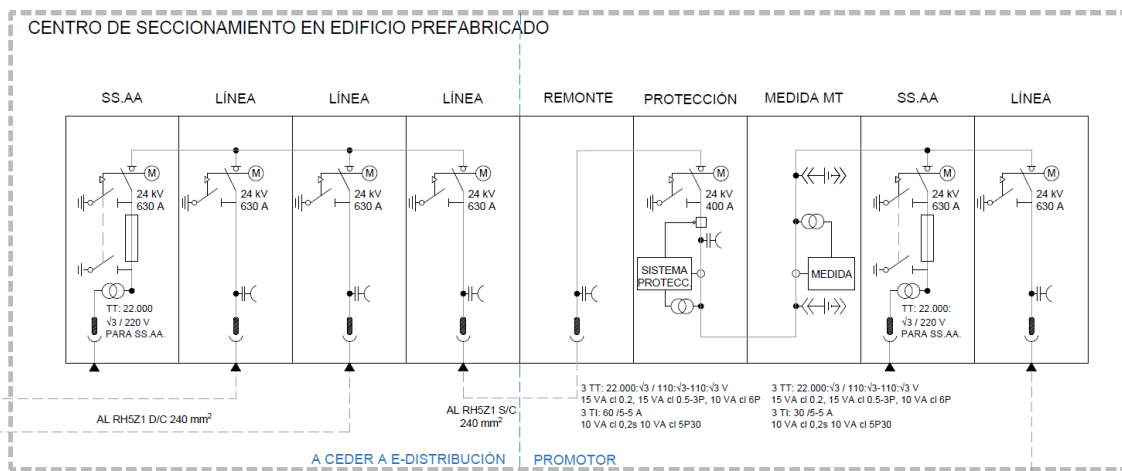 CENTRO DE SECCIONAMIENTO EN EDIFICIO PREFABRICADO
SS.AA
LÍNEA
LÍNEA
LÍNEA
REMONTE
PROTECCIÓN
MEDIDA MT
SS.AA
LÍNEA
M
24 kV
630 A
M
24 kV
630 A
M
24 kV
630 A
M
24 kV
630 A
M
24 kV
400 A
M
24 kV
630 A
M
24 kV
630 A
SISTEMA
PROTECC.
MEDIDA
TT: 22.000
√3 / 220 V
PARA SS.AA.
TT: 22.000:
√3 / 220 V
PARA SS.AA.
AL RH5Z1 D/C 240 mm²
AL RH5Z1 S/C
240 mm²
3 TT: 22.000:√3 / 110:√3-110:√3 V
15 VA cl 0.2, 15 VA cl 0.5-3P, 10 VA cl 6P
3 TI: 60 /5-5 A
10 VA cl 0,2s 10 VA cl 5P30
3 TT: 22.000:√3 / 110:√3-110:√3 V
15 VA cl 0.2, 15 VA cl 0.5-3P, 10 VA cl 6P
3 TI: 30 /5-5 A
10 VA cl 0,2s 10 VA cl 5P30
A CEDER A E-DISTRIBUCIÓN
PROMOTOR